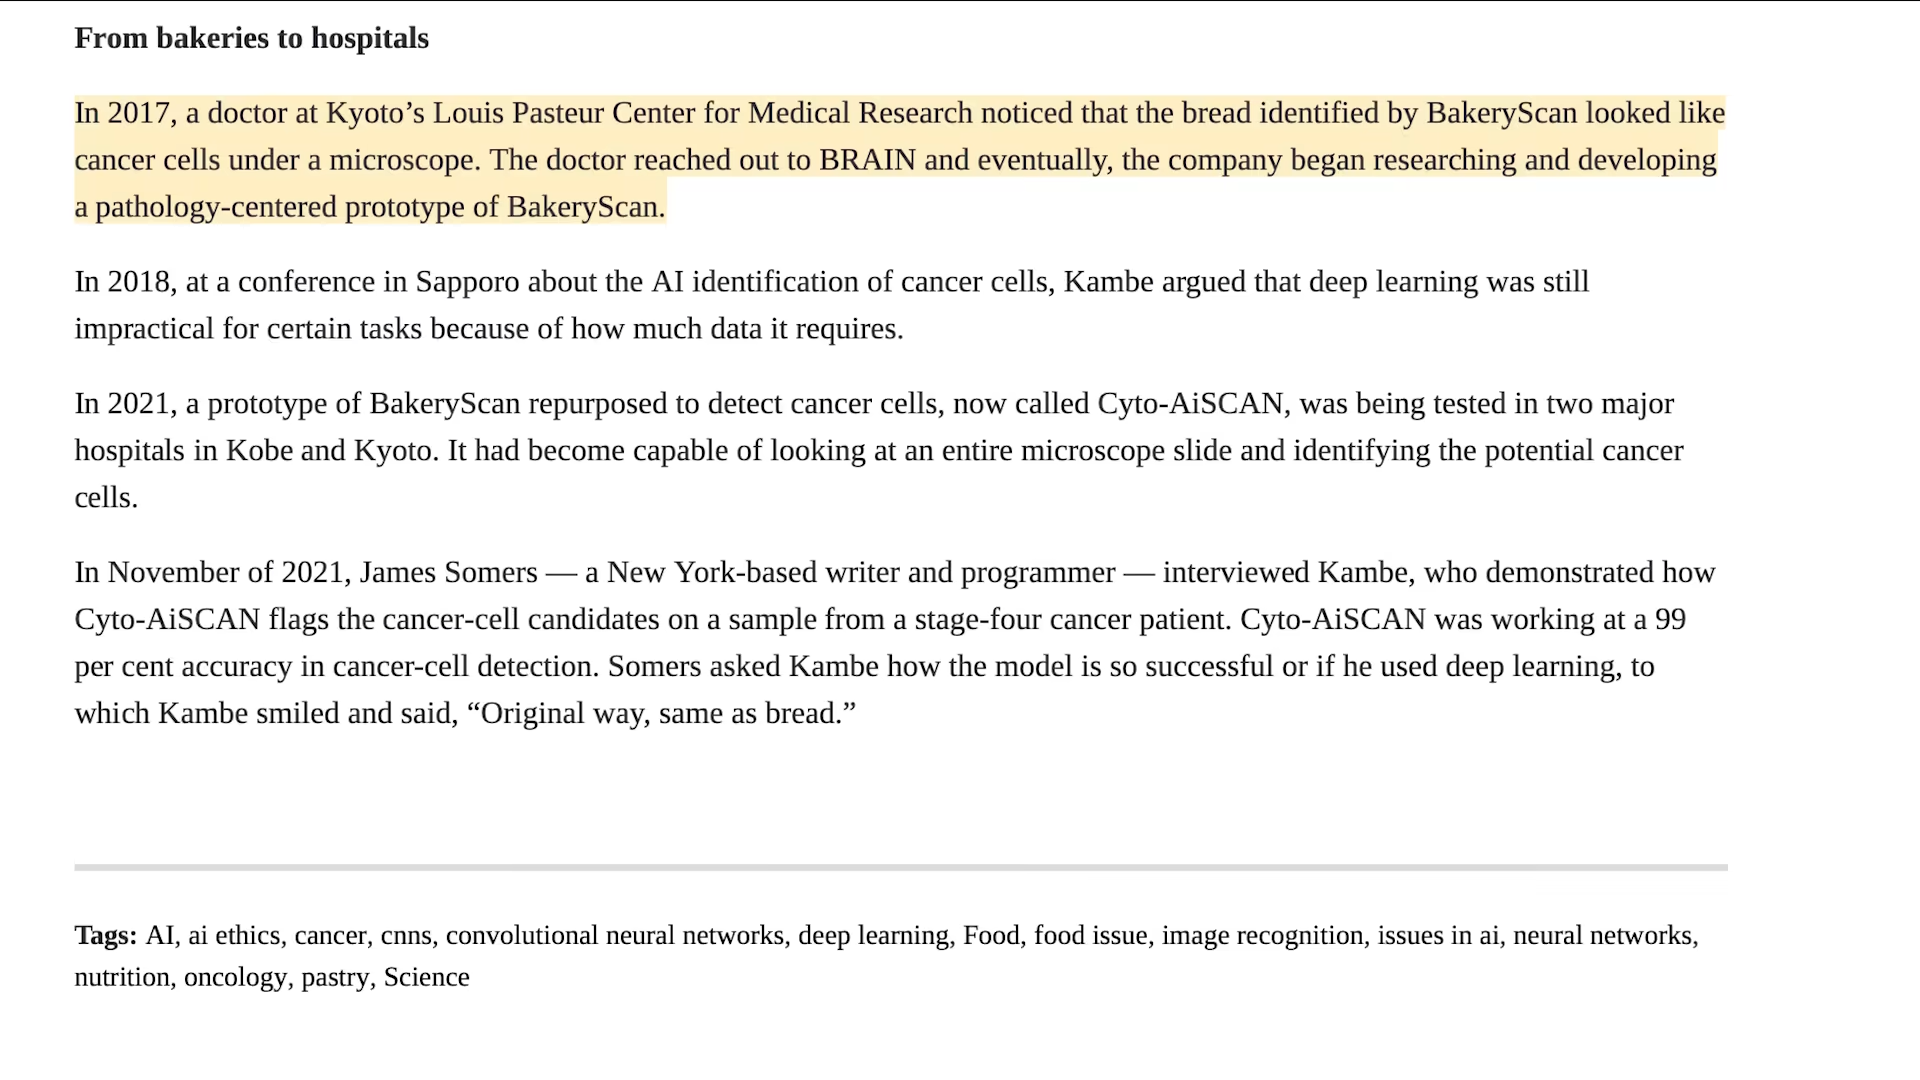 From bakeries to hospitals
In 2017, a doctor at Kyoto’s Louis Pasteur Center for Medical Research noticed that the bread identified by BakeryScan looked like
cancer cells under a microscope. The doctor reached out to BRAIN and eventually, the company began researching and developing
a pathology-centered prototype of BakeryScan.
In 2018, at a conference in Sapporo about the AI identification of cancer cells, Kambe argued that deep learning was still
impractical for certain tasks because of how much data it requires.
In 2021, a prototype of BakeryScan repurposed to detect cancer cells, now called Cyto-AiSCAN, was being tested in two major
hospitals in Kobe and Kyoto. It had become capable of looking at an entire microscope slide and identifying the potential cancer
cells.
In November of 2021, James Somers — a New York-based writer and programmer — interviewed Kambe, who demonstrated how
Cyto-AiSCAN flags the cancer-cell candidates on a sample from a stage-four cancer patient. Cyto-AiSCAN was working at a 99
per cent accuracy in cancer-cell detection. Somers asked Kambe how the model is so successful or if he used deep learning, to
which Kambe smiled and said, “Original way, same as bread.”
Tags: AI, ai ethics, cancer, cnns, convolutional neural networks, deep learning, Food, food issue, image recognition, issues in ai, neural networks,
nutrition, oncology, pastry, Science